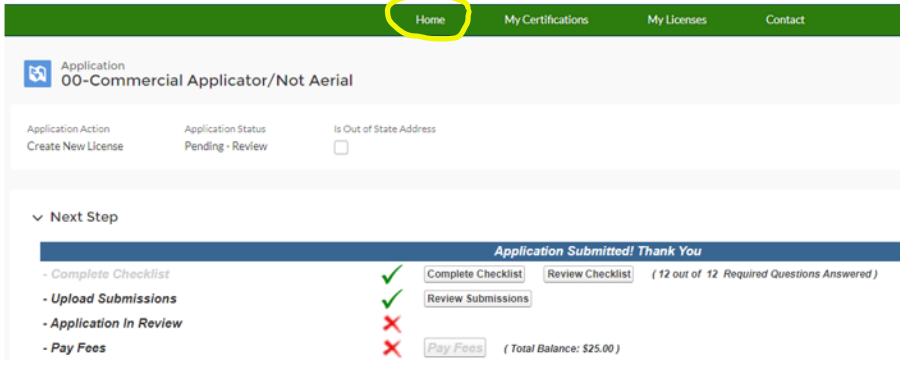 Home My Certifications My Licenses Contact
Application
00-Commercial Applicator/Not Aerial
Application Action Application Status Is Out of State Address
Create New License Pending - Review
Next Step
Application Submitted! Thank You
- Complete Checklist Complete Checklist Review Checklist ( 12 out of 12 Required Questions Answered )
- Upload Submissions Review Submissions
- Application In Review
- Pay Fees Pay Fees ( Total Balance: $25.00 )